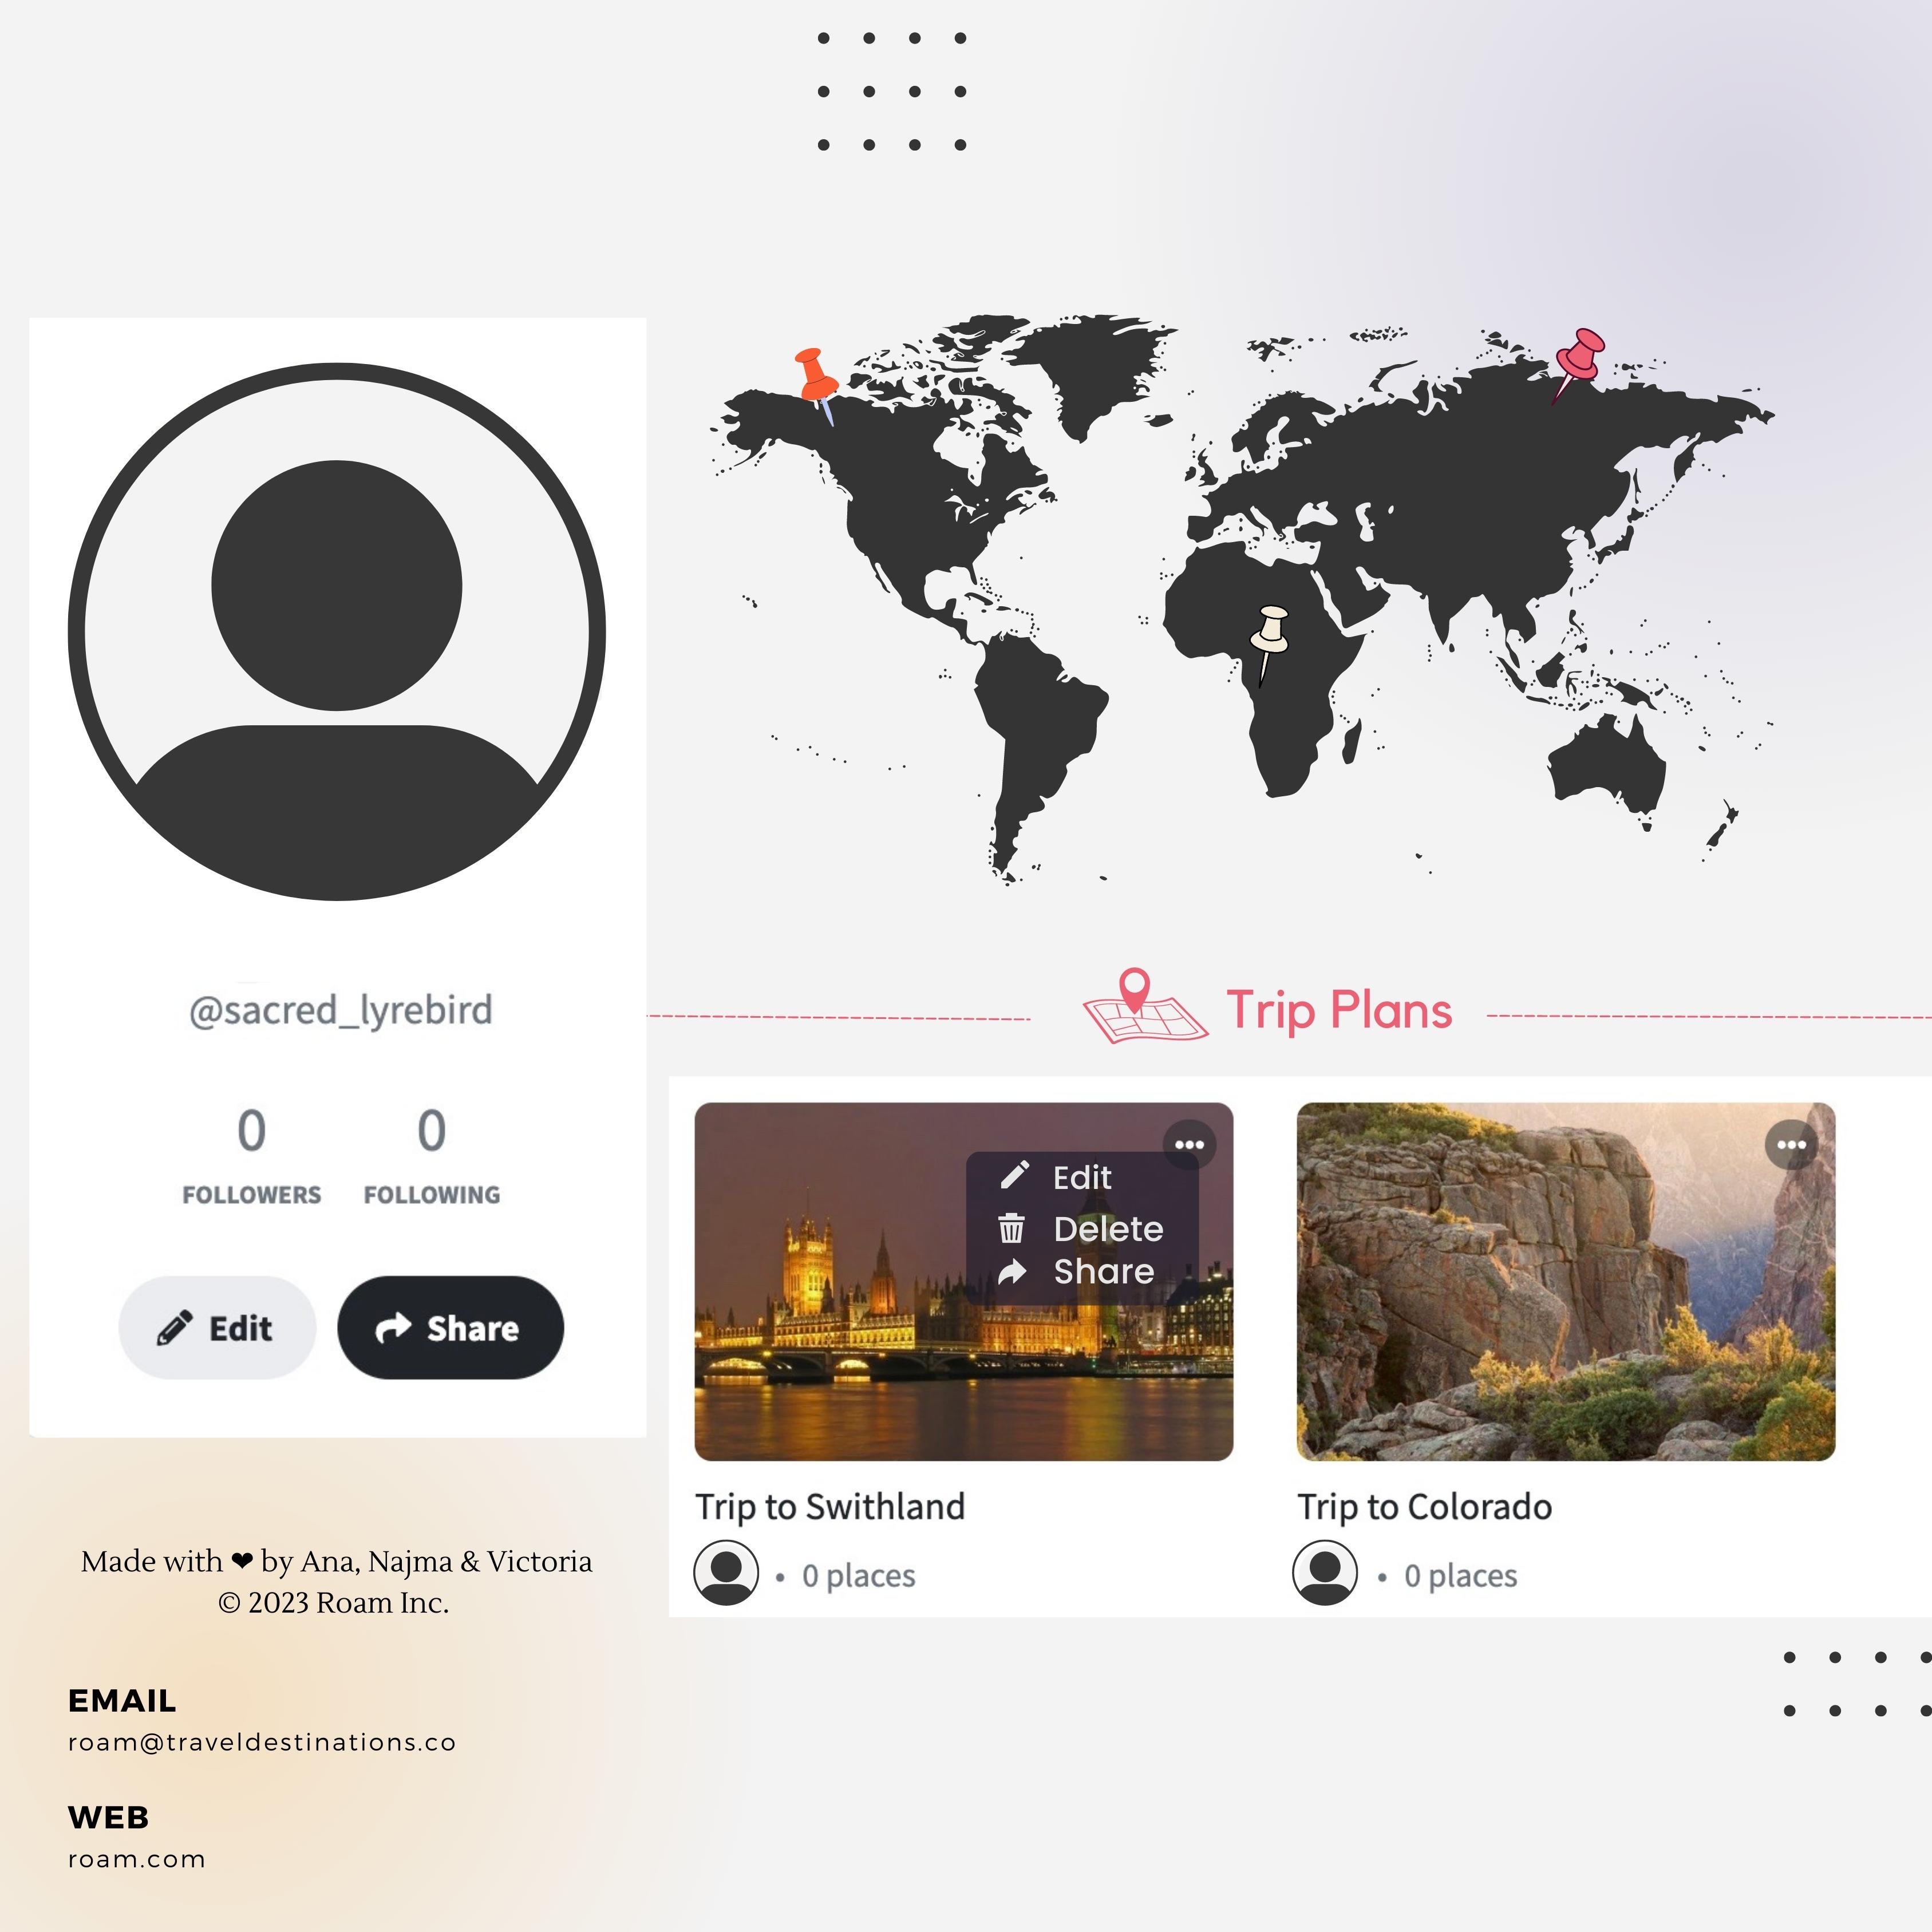 @sacred_lyrebird
0 0
FOLLOWERS FOLLOWING
Edit Share
Trip Plans
Edit
Delete
Share
Trip to Swithland
• 0 places
Trip to Colorado
• 0 places
Made with ❤ by Ana, Najma & Victoria
© 2023 Roam Inc.
EMAIL
roam@traveldestinations.co
WEB
roam.com